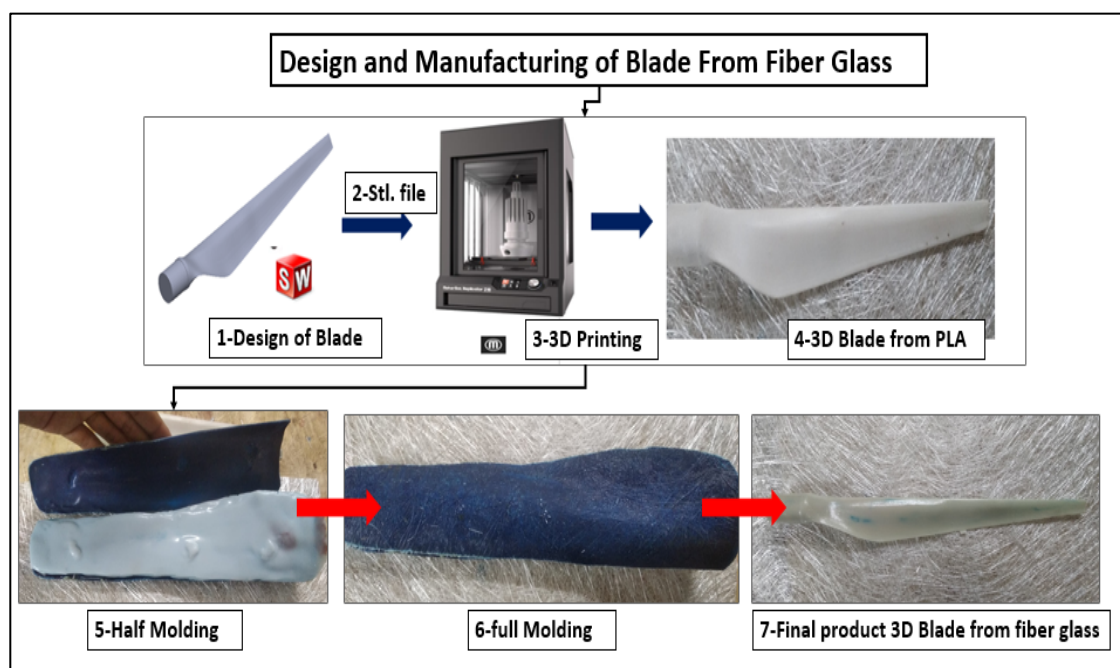 Design and Manufacturing of Blade From Fiber Glass
2-Stl. file
S W
1-Design of Blade
3-3D Printing
4-3D Blade from PLA
5-Half Molding
6-full Molding
7-Final product 3D Blade from fiber glass